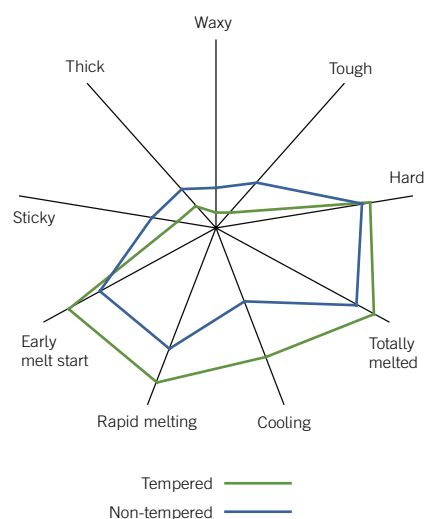 Waxy
Thick
Tough
Hard
Sticky
Early
melt start
Totally
melted
Rapid melting
Cooling
Tempered
Non-tempered